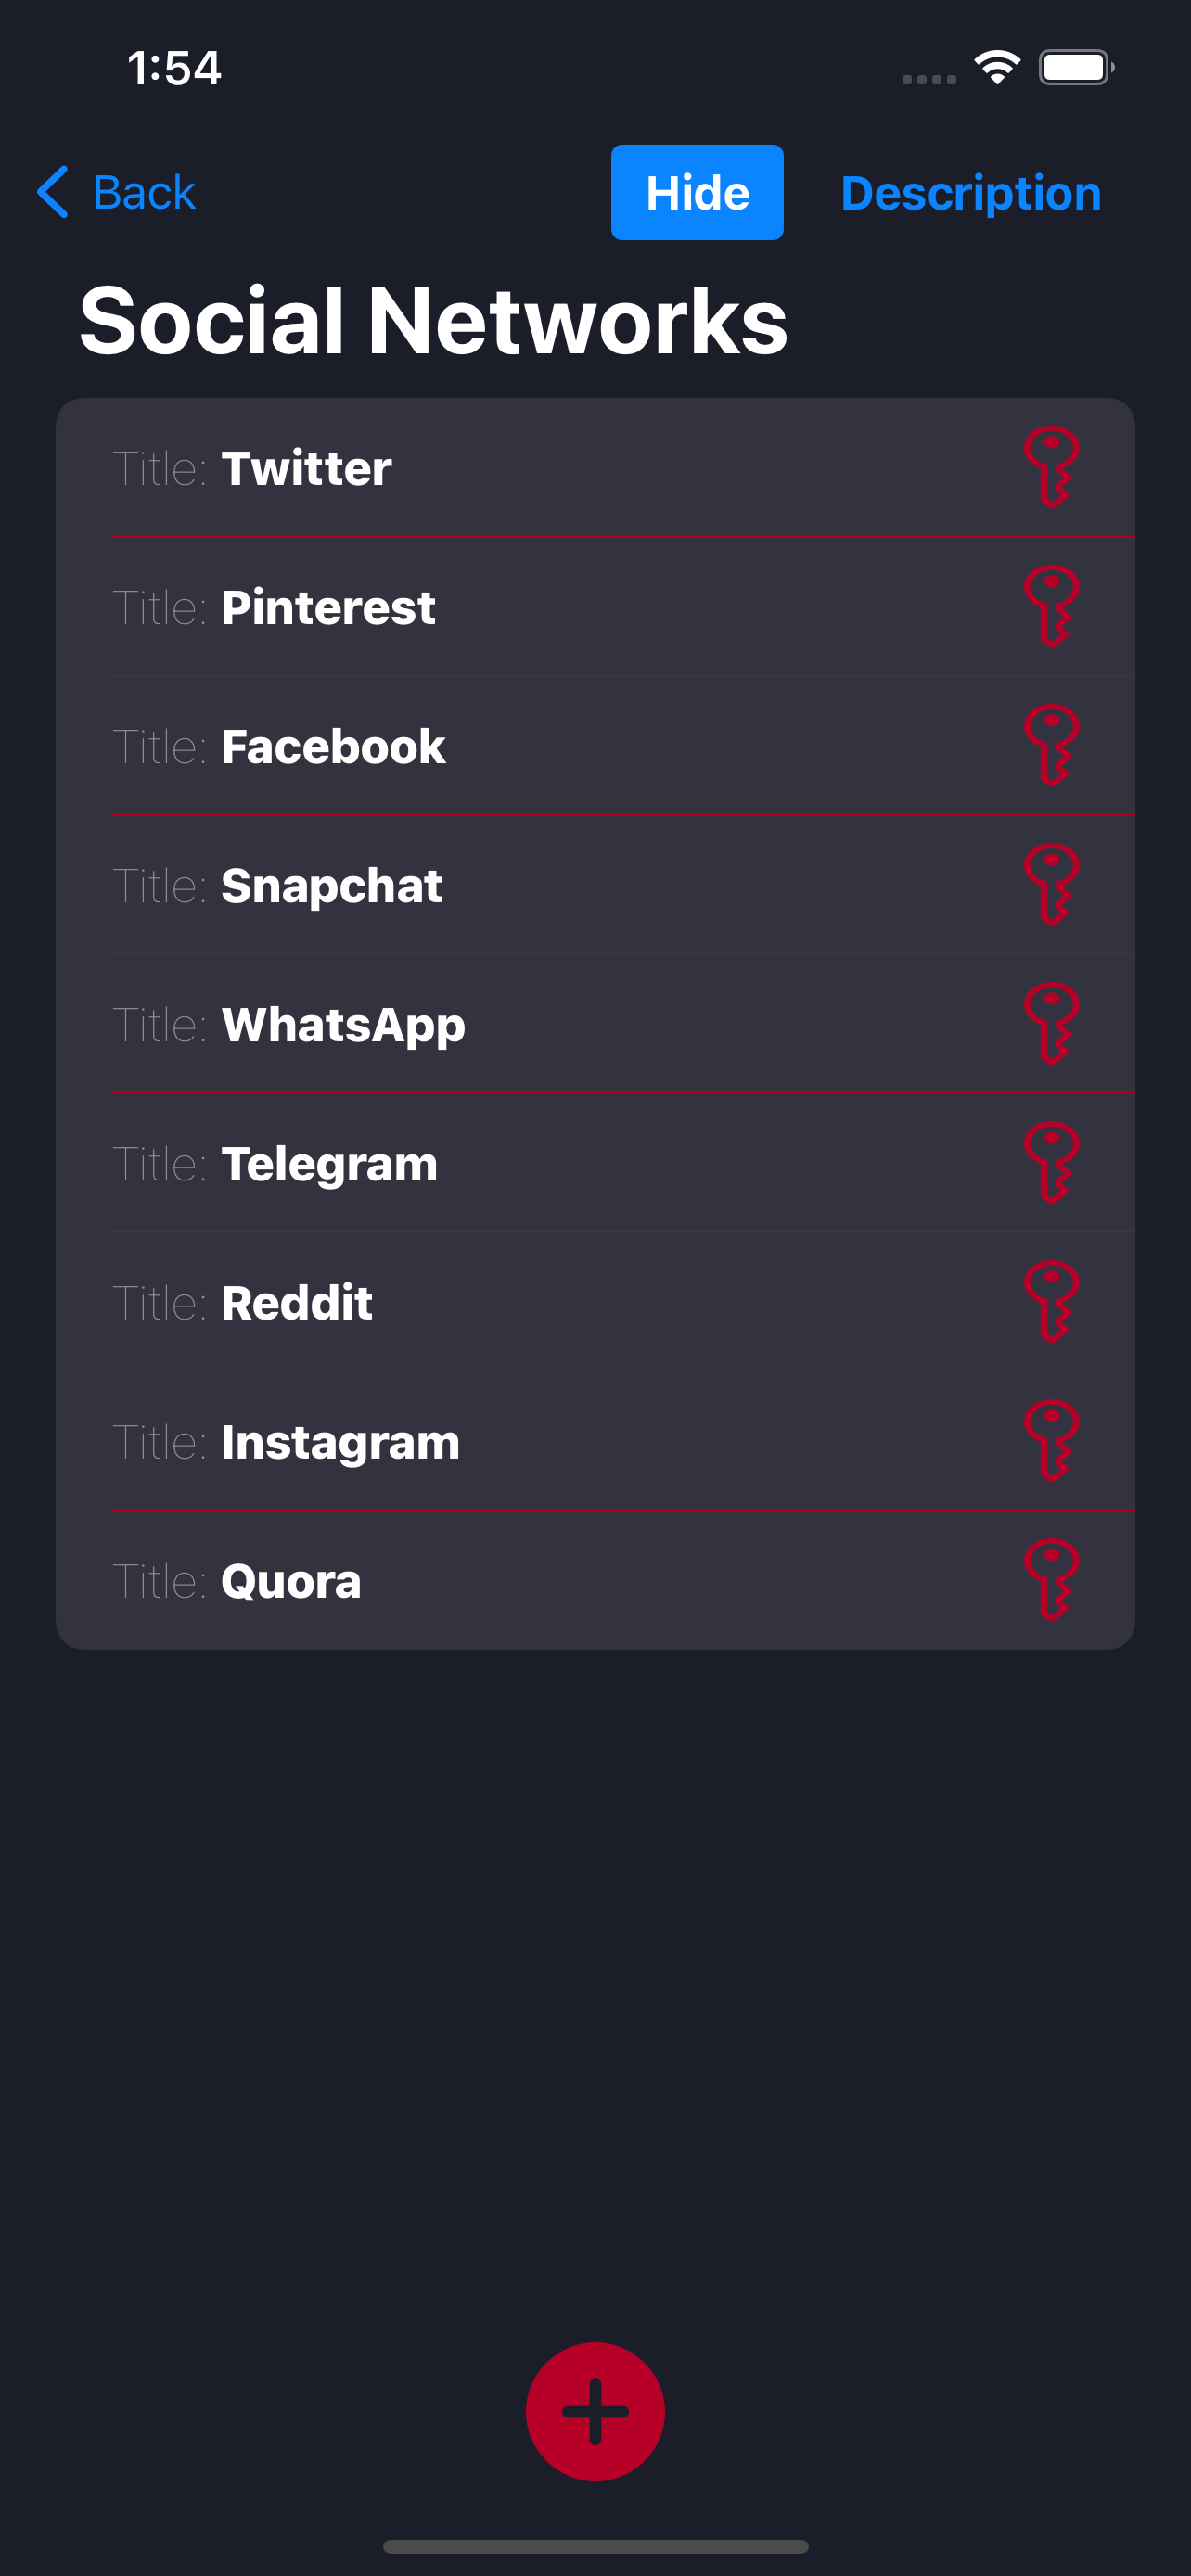 1:54
Back Hide Description
Social Networks
Title: Twitter
Title: Pinterest
Title: Facebook
Title: Snapchat
Title: WhatsApp
Title: Telegram
Title: Reddit
Title: Instagram
Title: Quora